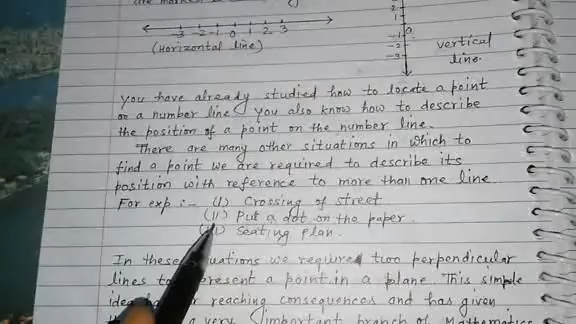 -3 -2 -1 0 1 2 3
(Horizontal line)
2
1
0
-1
-2
-3
vertical
line.
you have already studied how to locate a point
on a number line. you also know how to describe
the position of a point on the number line.
There are many other situations in which to
find a point we are required to describe its
position with reference to more than one line.
For exp :- (i) Crossing of street
(ii) Put a dot on the paper.
(iii) Seating plan.
In these situations we required two perpendicular
lines to represent a point in a plane. This simple
idea reaching consequences and has given
a very important branch of Mathematics